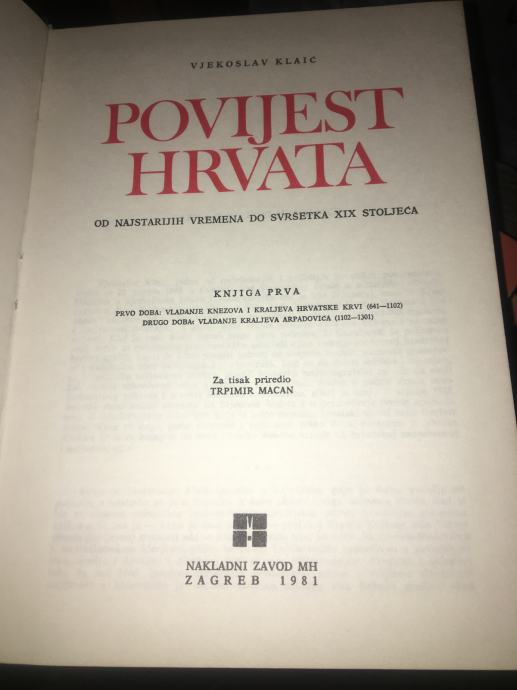 VJEKOSLAV KLAIĆ
POVIJEST
HRVATA
OD NAJSTARIJIH VREMENA DO SVRŠETKA XIX STOLJEĆA
KNJIGA PRVA
PRVO DOBA: VLADANJE KNEZOVA I KRALJEVA HRVATSKE KRVI (641—1102)
DRUGO DOBA: VLADANJE KRALJEVA ARPADOVIĆA (1102—1301)
Za tisak priredio
TRPIMIR MACAN
NAKLADNI ZAVOD MH
ZAGREB 1981